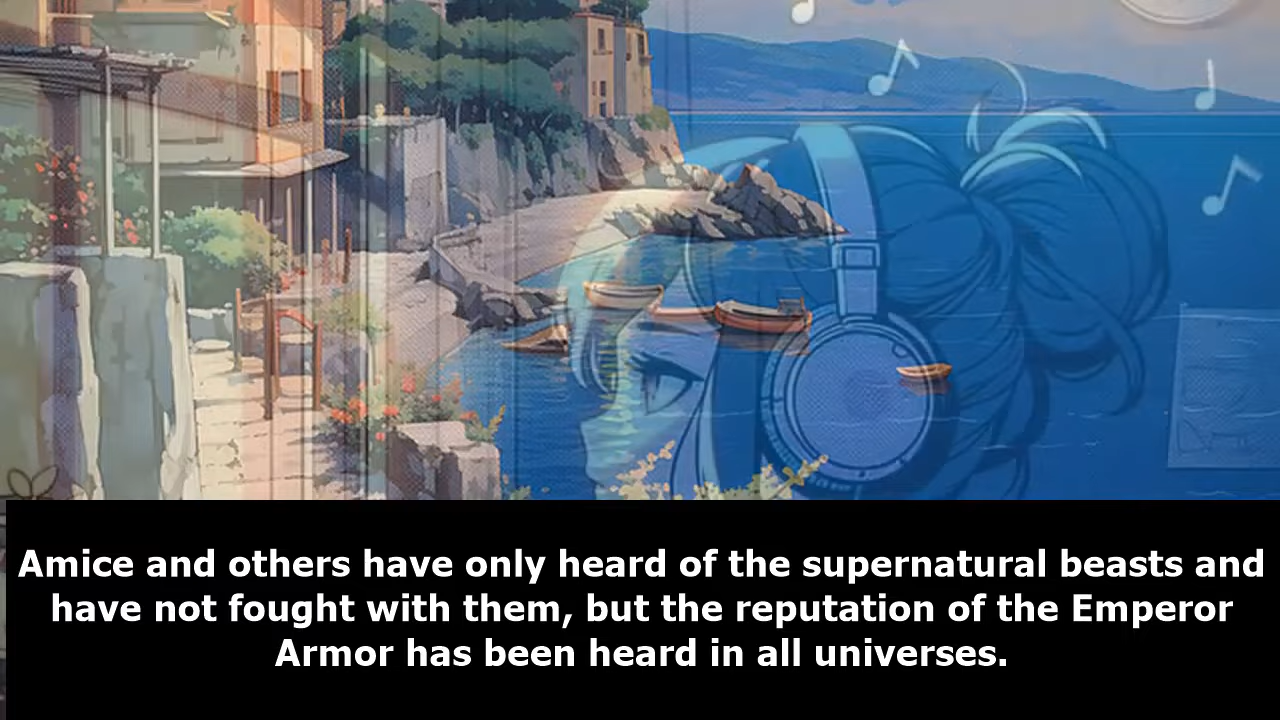 Amice and others have only heard of the supernatural beasts and
have not fought with them, but the reputation of the Emperor
Armor has been heard in all universes.